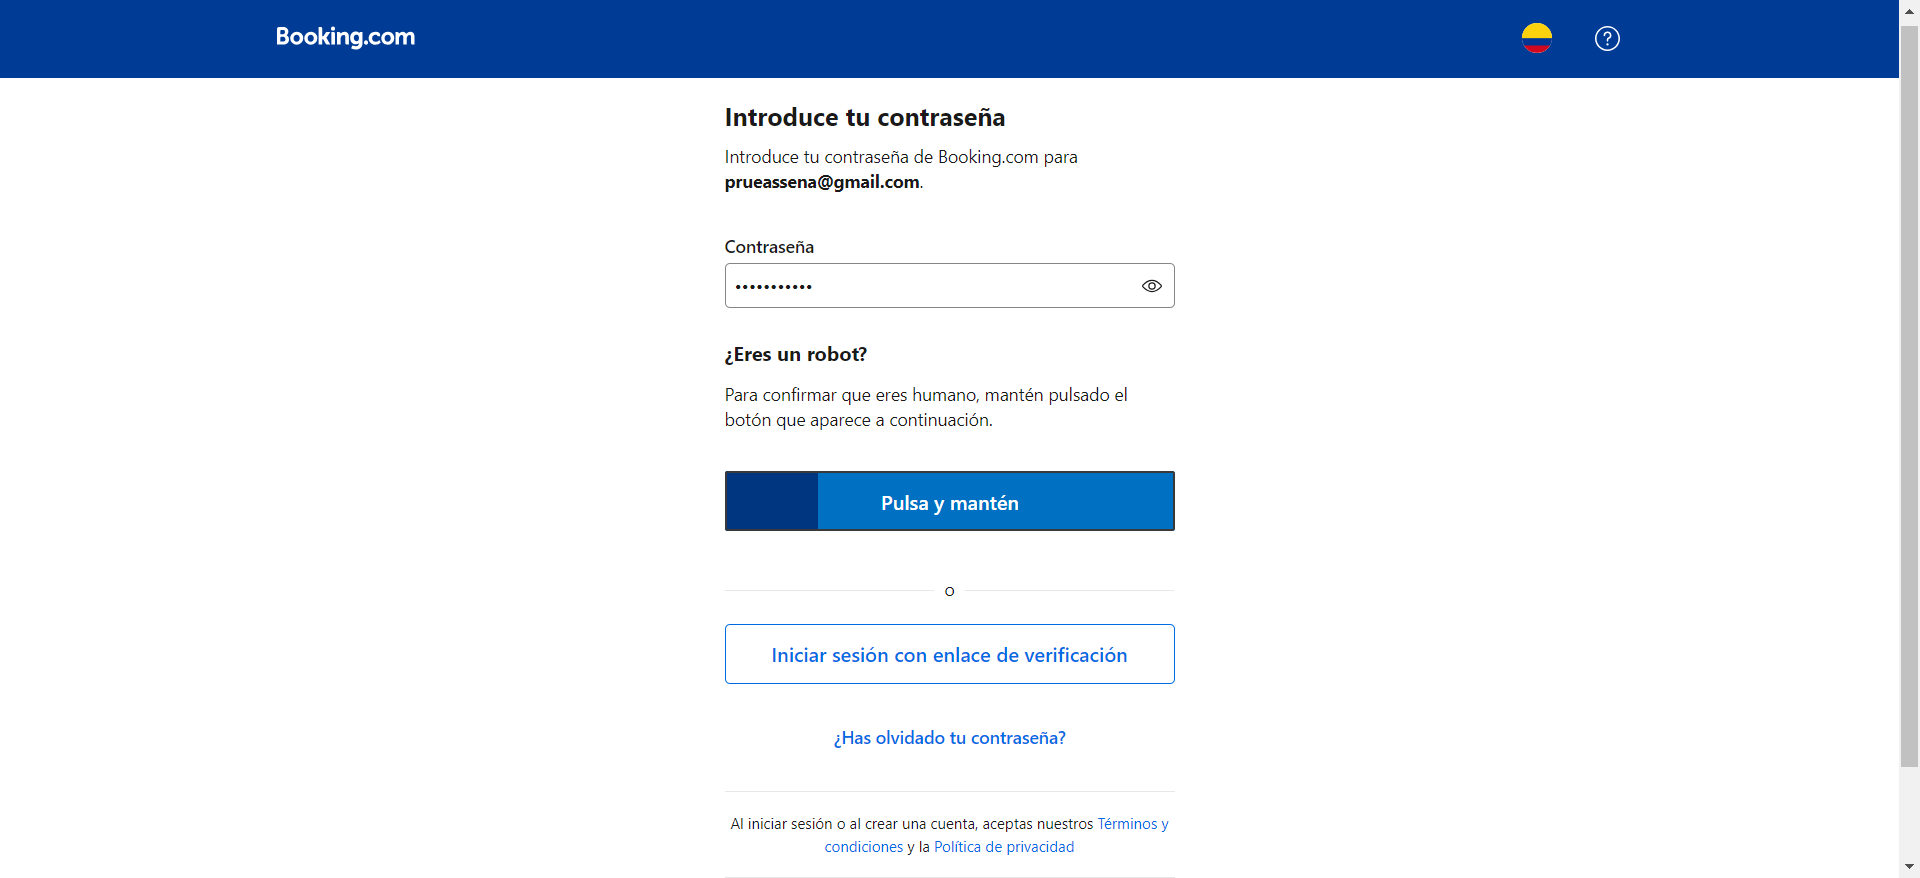 Booking.com
Introduce tu contraseña
Introduce tu contraseña de Booking.com para
prueassena@gmail.com.
Contraseña
•••••••••••
¿Eres un robot?
Para confirmar que eres humano, mantén pulsado el
botón que aparece a continuación.
Pulsa y mantén
o
Iniciar sesión con enlace de verificación
¿Has olvidado tu contraseña?
Al iniciar sesión o al crear una cuenta, aceptas nuestros Términos y
condiciones y la Política de privacidad